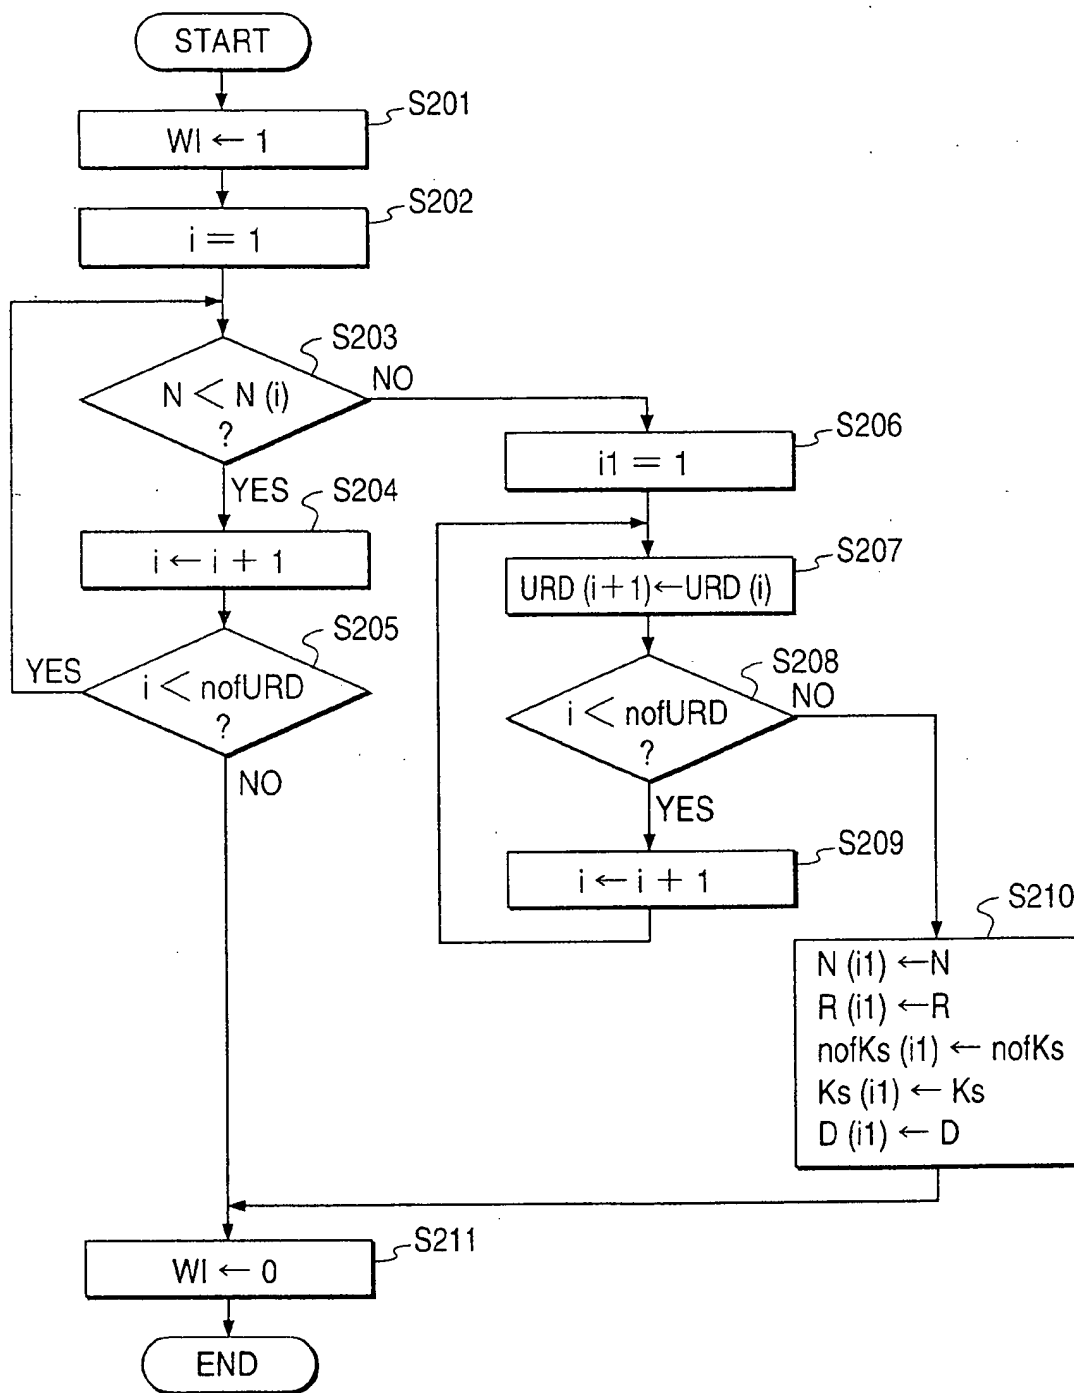 START
S201
WI ← 1
S202
i = 1
S203
N < N (i)
?
NO
YES
S204
i ← i + 1
S205
YES
i < nofURD
?
NO
S206
i1 = 1
S207
URD (i+1)←URD (i)
S208
NO
i < nofURD
?
YES
S209
i ← i + 1
S210
N (i1) ←N
R (i1) ←R
nofKs (i1) ← nofKs
Ks (i1) ← Ks
D (i1) ← D
S211
WI ← 0
END